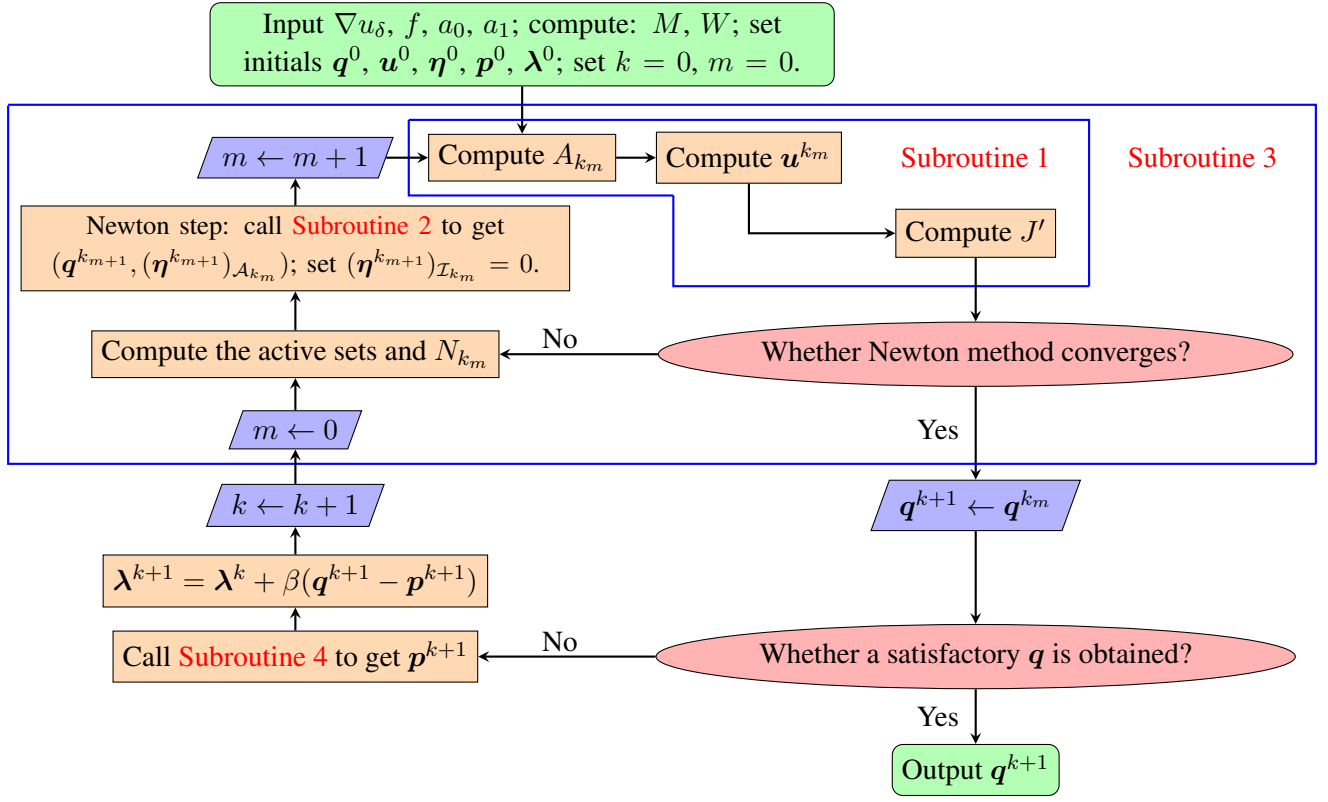 Input ∇u_δ, f, a_0, a_1; compute: M, W; set
initials q^0, u^0, η^0, p^0, λ^0; set k = 0, m = 0.
m ← m + 1
Compute A_{k_m}
Compute u^{k_m}
Subroutine 1
Subroutine 3
Newton step: call Subroutine 2 to get
(q^{k_{m+1}}, (η^{k_{m+1}})_{𝒜_{k_m}}); set (η^{k_{m+1}})_{ℐ_{k_m}} = 0.
Compute J′
Compute the active sets and N_{k_m}
No
Whether Newton method converges?
m ← 0
Yes
k ← k + 1
q^{k+1} ← q^{k_m}
λ^{k+1} = λ^k + β(q^{k+1} − p^{k+1})
Call Subroutine 4 to get p^{k+1}
No
Whether a satisfactory q is obtained?
Yes
Output q^{k+1}